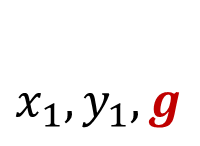 x₁, y₁, g